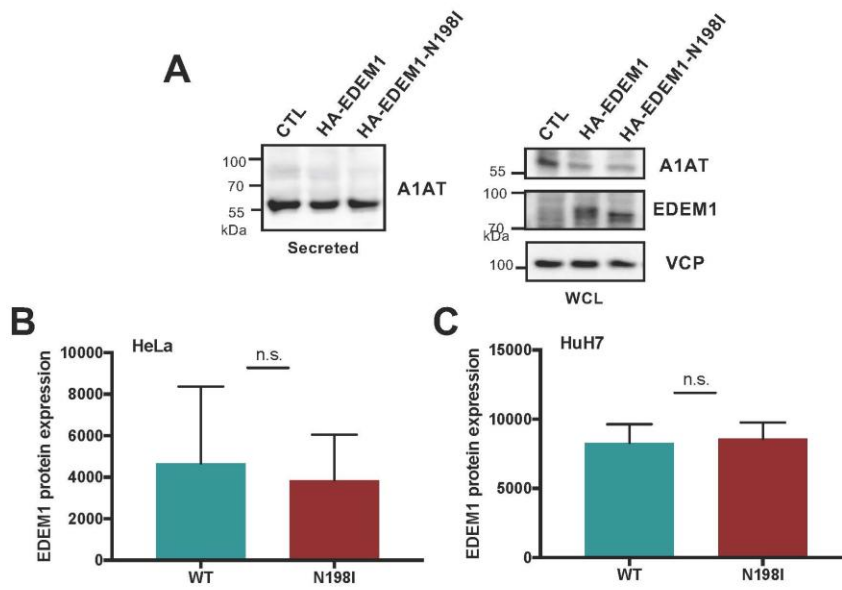 A
CTL
HA-EDEM1
HA-EDEM1-N198I
100
70
55
kDa
A1AT
Secreted
CTL
HA-EDEM1
HA-EDEM1-N198I
55
A1AT
100
70
kDa
EDEM1
100
VCP
WCL
B
HeLa
n.s.
EDEM1 protein expression
10000
8000
6000
4000
2000
0
WT
N198I
C
HuH7
n.s.
EDEM1 protein expression
15000
10000
5000
0
WT
N198I